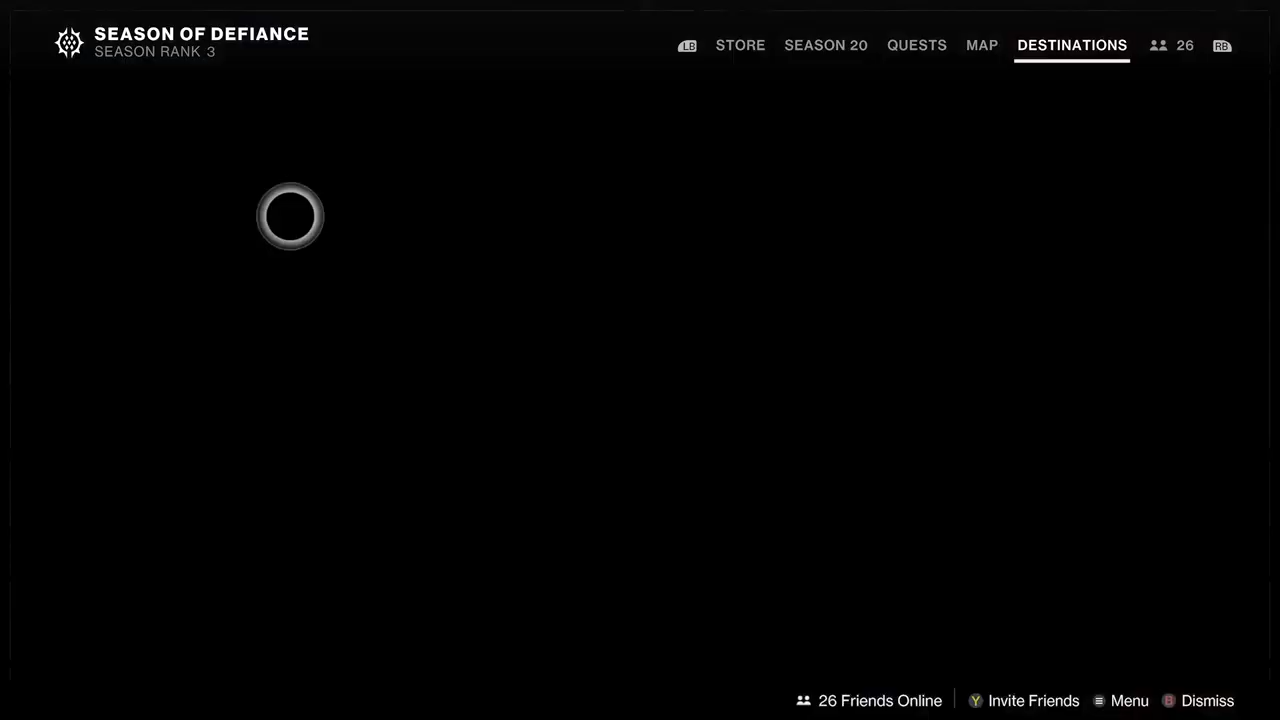 SEASON OF DEFIANCE
SEASON RANK 3
LB STORE SEASON 20 QUESTS MAP DESTINATIONS 26 RB
26 Friends Online Y Invite Friends Menu B Dismiss